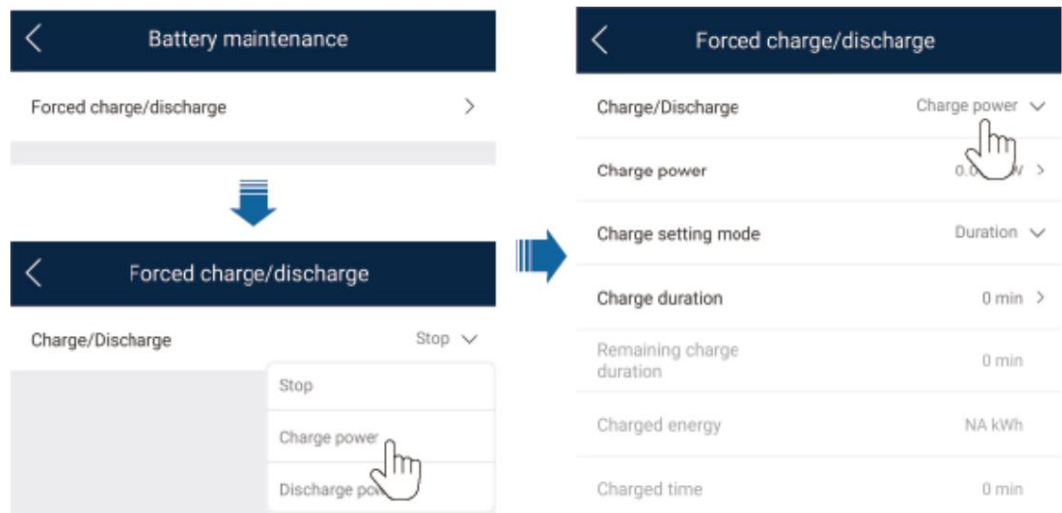 Battery maintenance
Forced charge/discharge
Forced charge/discharge
Charge/Discharge Stop
Stop
Charge power
Discharge
Forced charge/discharge
Charge/Discharge Charge power
Charge power
Charge setting mode Duration
Charge duration 0 min
Remaining charge
duration 0 min
Charged energy NA kWh
Charged time 0 min